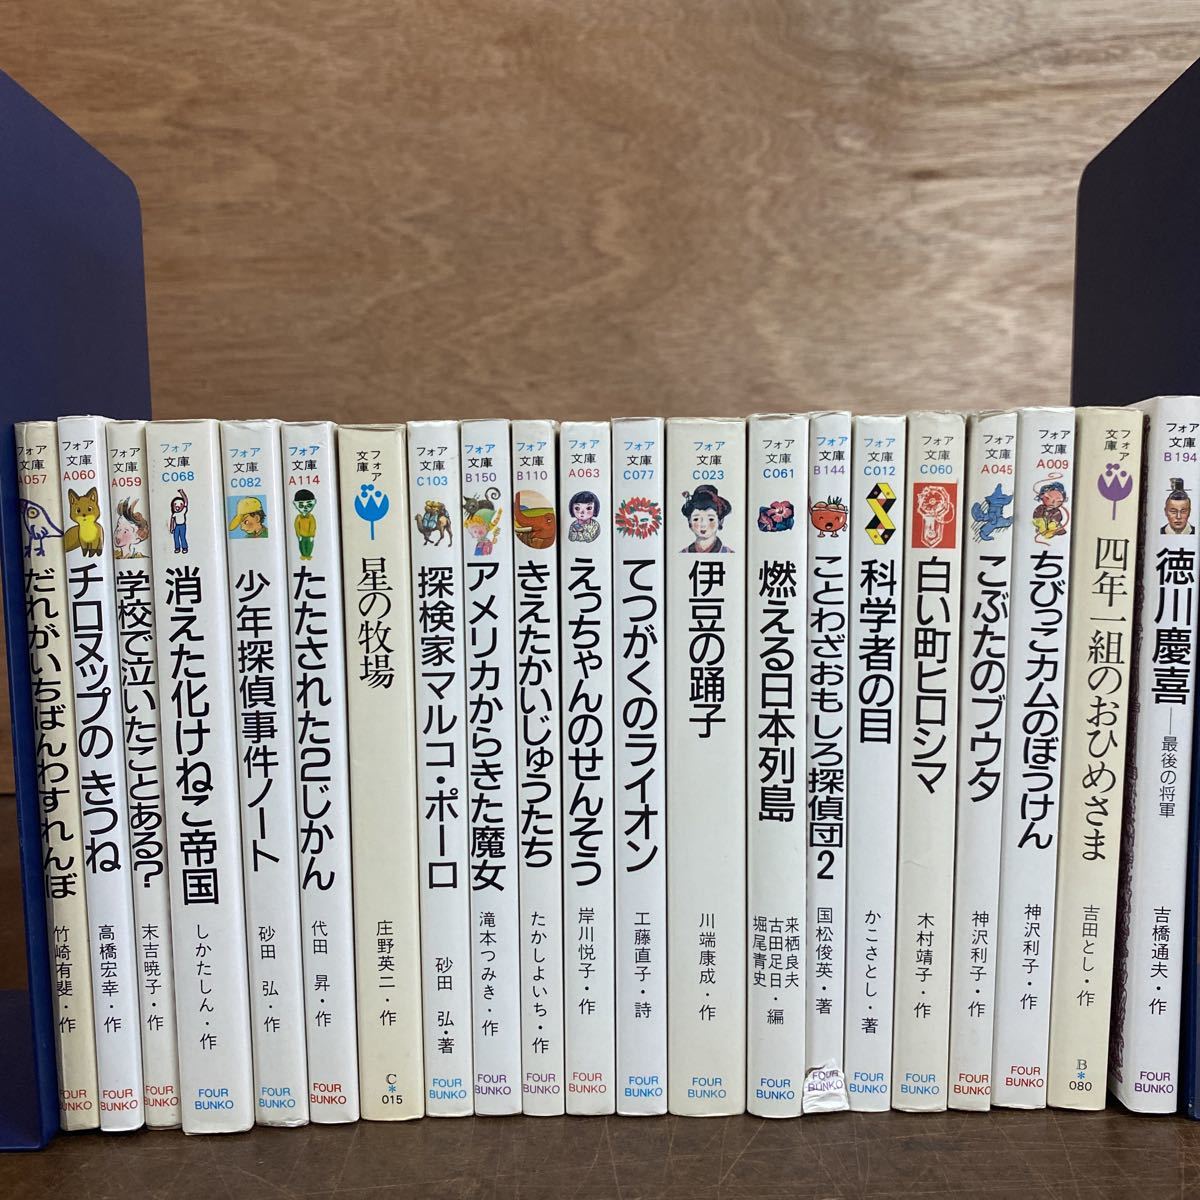 フォア
文庫
A057
だれがいちばんわすれんぼ
竹崎有斐・作
FOUR
BUNKO
フォア
文庫
A060
チロヌップのきつね
高橋宏幸・作
FOUR
BUNKO
フォア
文庫
A059
学校で泣いたことある?
末吉暁子・作
FOUR
BUNKO
フォア
文庫
C068
消えた化けねこ帝国
しかたしん・作
FOUR
BUNKO
フォア
文庫
C082
少年探偵事件ノート
砂田 弘・作
FOUR
BUNKO
フォア
文庫
A114
たたされた2じかん
代田 昇・作
FOUR
BUNKO
フォア
文庫
星の牧場
庄野英二・作
C
*
015
フォア
文庫
C103
探検家マルコ・ポーロ
砂田 弘・著
FOUR
BUNKO
フォア
文庫
B150
アメリカからきた魔女
滝本つみき・作
FOUR
BUNKO
フォア
文庫
B110
きえたかいじゅうたち
たかしよいち・作
FOUR
BUNKO
フォア
文庫
A063
えっちゃんのせんそう
岸川悦子・作
FOUR
BUNKO
フォア
文庫
C077
てつがくのライオン
工藤直子・詩
FOUR
BUNKO
フォア
文庫
C023
伊豆の踊子
川端康成・作
FOUR
BUNKO
フォア
文庫
C061
燃える日本列島
来栖良夫
古田足日・編
堀尾青史
FOUR
BUNKO
フォア
文庫
B144
ことわざおもしろ探偵団2
国松俊英・著
FOUR
BUNKO
フォア
文庫
C012
科学者の目
かこさとし・著
FOUR
BUNKO
フォア
文庫
C060
白い町ヒロシマ
木村靖子・作
FOUR
BUNKO
フォア
文庫
A045
こぶたのブウタ
神沢利子・作
FOUR
BUNKO
フォア
文庫
A009
ちびっこカムのぼうけん
神沢利子・作
FOUR
BUNKO
フォア
文庫
四年一組のおひめさま
吉田とし・作
B
*
080
フォア
文庫
B194
徳川慶喜
──最後の将軍
吉橋通夫・作
FOUR
BUNKO